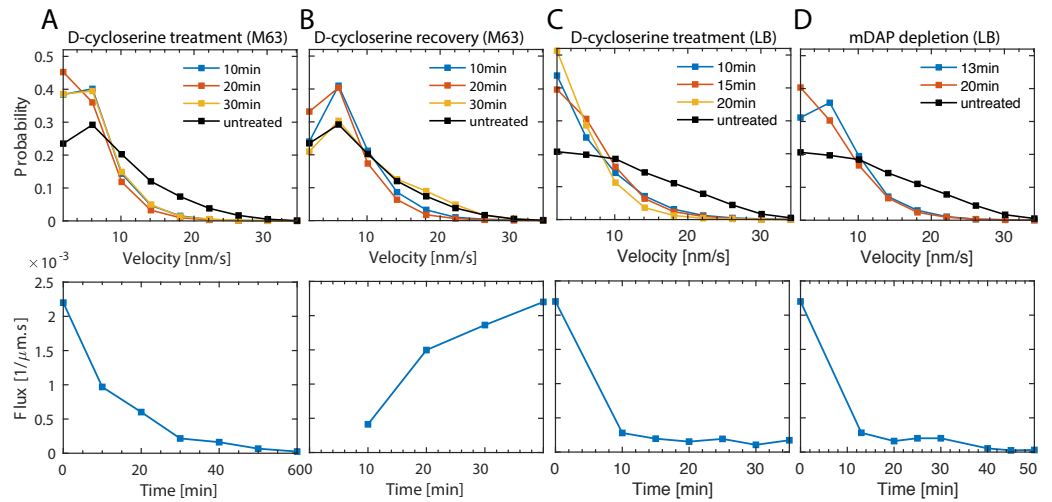 A
B
C
D
D-cycloserine treatment (M63)
D-cycloserine recovery (M63)
D-cycloserine treatment (LB)
mDAP depletion (LB)
0.5
0.4
0.3
0.2
0.1
0
Probability
10min
20min
30min
untreated
10min
20min
30min
untreated
10min
15min
20min
untreated
13min
20min
untreated
10 20 30
10 20 30
10 20 30
10 20 30
Velocity [nm/s]
Velocity [nm/s]
Velocity [nm/s]
Velocity [nm/s]
×10⁻³
2.5
2
1.5
1
0.5
0
Flux [1/μm.s]
0 20 40 60
0 20 40
0 10 20 30
0 10 20 30 40 50
Time [min]
Time [min]
Time [min]
Time [min]